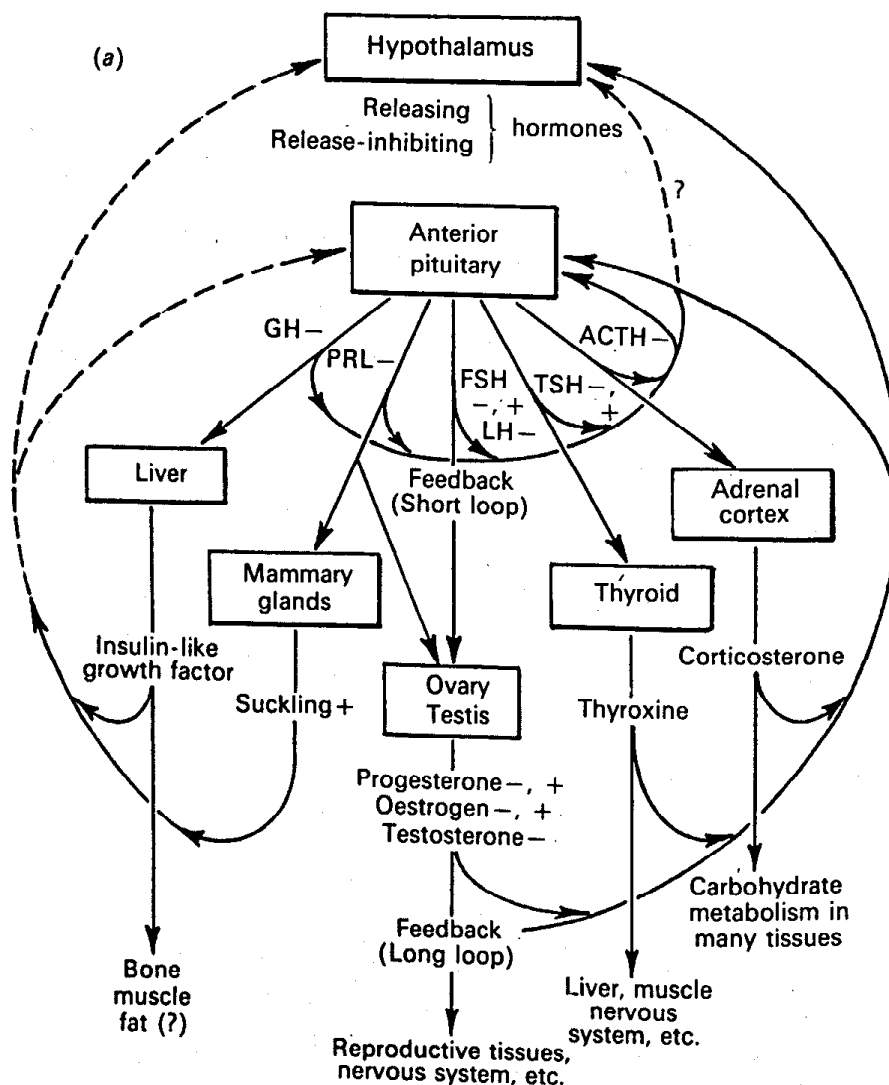 (a)
Hypothalamus
Releasing
Release-inhibiting
hormones
?
Anterior
pituitary
GH−
PRL−
FSH
−, +
LH−
TSH−,
+
ACTH−
Liver
Feedback
(Short loop)
Adrenal
cortex
Mammary
glands
Thyroid
Insulin-like
growth factor
Suckling+
Ovary
Testis
Thyroxine
Corticosterone
Progesterone−, +
Oestrogen−, +
Testosterone−
Feedback
(Long loop)
Carbohydrate
metabolism in
many tissues
Bone
muscle
fat (?)
Liver, muscle
nervous
system, etc.
Reproductive tissues,
nervous system, etc.